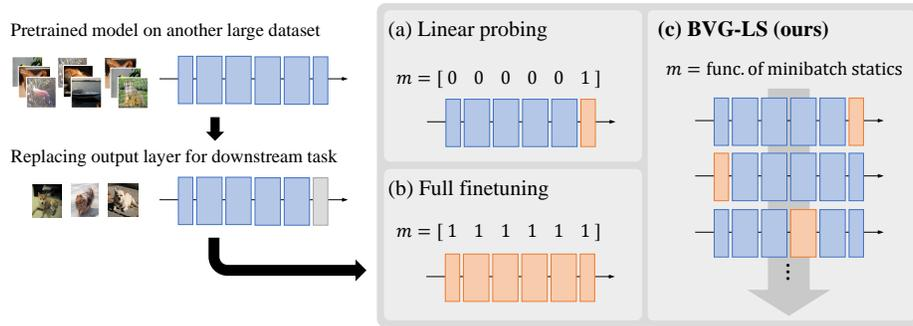 Pretrained model on another large dataset
Replacing output layer for downstream task
(a) Linear probing
m = [ 0 0 0 0 0 1 ]
(b) Full finetuning
m = [ 1 1 1 1 1 1 ]
(c) BVG-LS (ours)
m = func. of minibatch statics
⋮